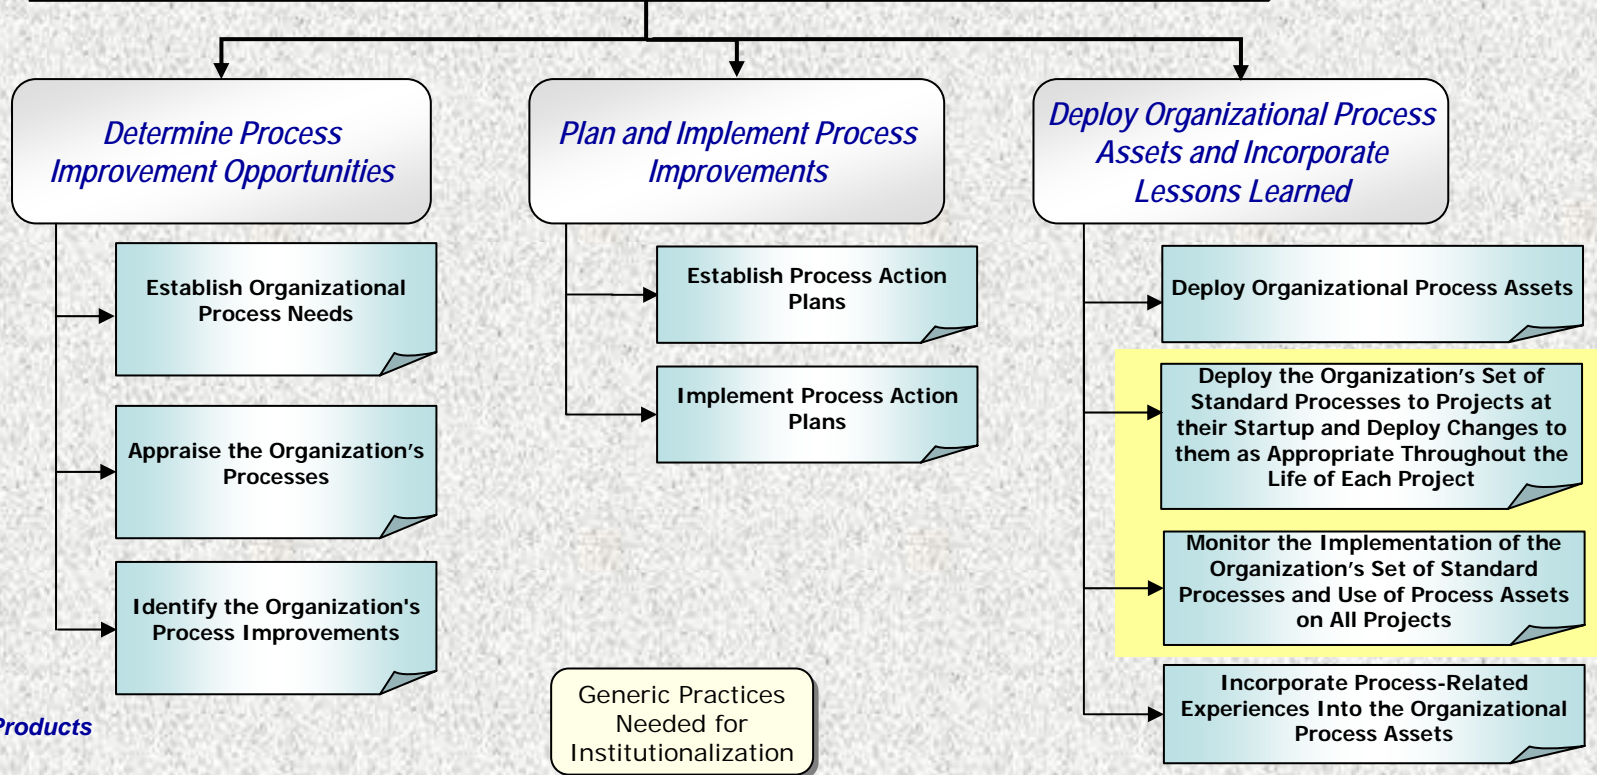 Determine Process
Improvement Opportunities
Establish Organizational
Process Needs
Appraise the Organization's
Processes
Identify the Organization's
Process Improvements
Plan and Implement Process
Improvements
Establish Process Action
Plans
Implement Process Action
Plans
Deploy Organizational Process
Assets and Incorporate
Lessons Learned
Deploy Organizational Process Assets
Deploy the Organization's Set of
Standard Processes to Projects at
their Startup and Deploy Changes to
them as Appropriate Throughout the
Life of Each Project
Monitor the Implementation of the
Organization's Set of Standard
Processes and Use of Process Assets
on All Projects
Incorporate Process-Related
Experiences Into the Organizational
Process Assets
Products
Generic Practices
Needed for
Institutionalization